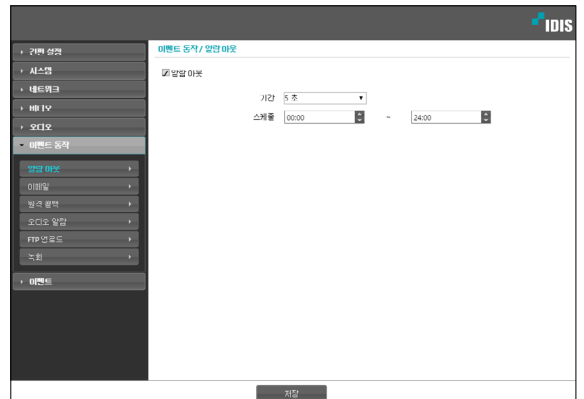 IDIS
간편 설정
시스템
네트워크
비디오
오디오
이벤트 동작
알람 아웃
이메일
원격 콜백
오디오 알람
FTP 업로드
녹화
이벤트
이벤트 동작 / 알람 아웃
알람 아웃
기간 5 초
스케줄 00:00 ~ 24:00
저장